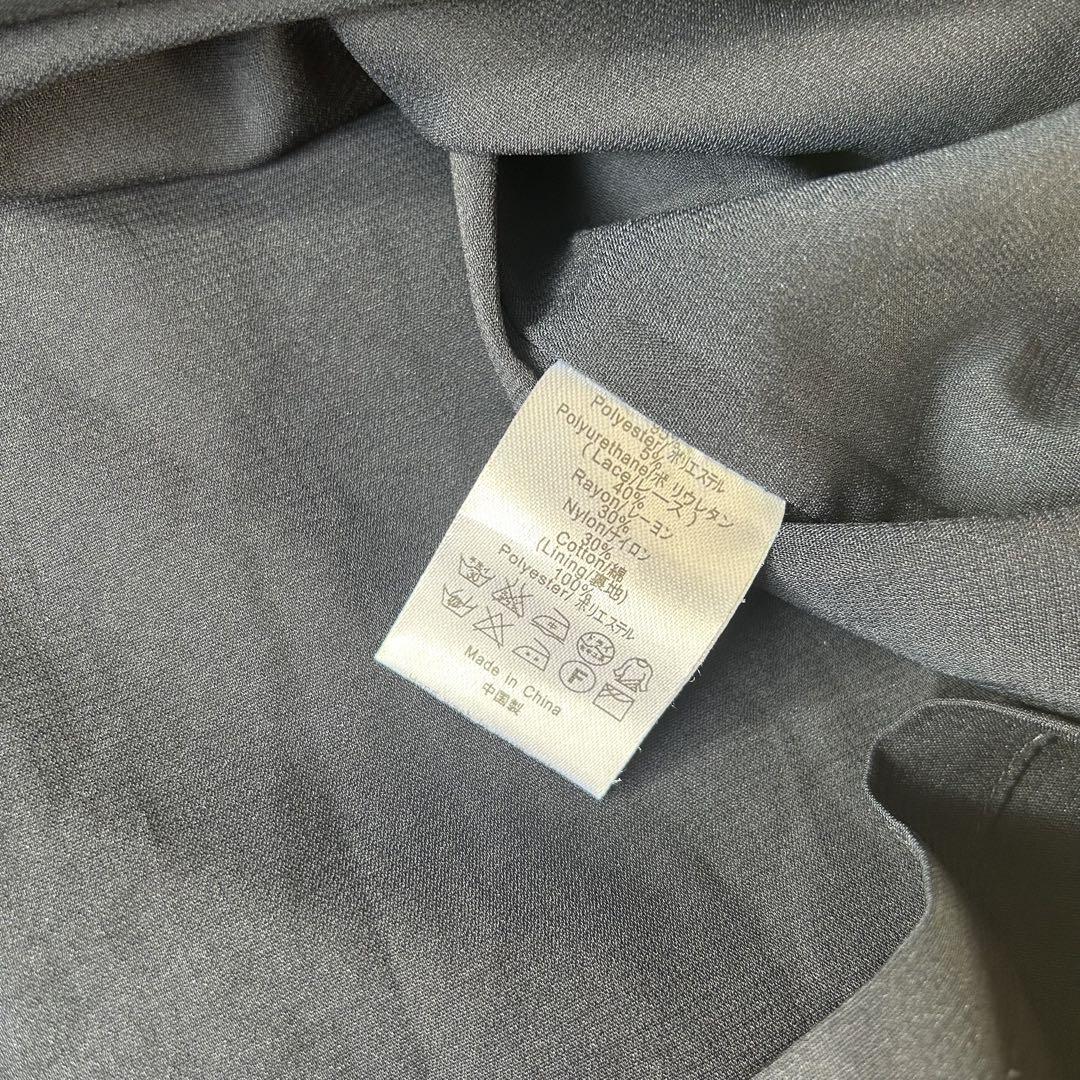 Polyester/ポリエステル
5%
Polyurethane/ポリウレタン
( Lace/レース )
40%
Rayon/レーヨン
30%
Nylon/ナイロン
30%
Cotton/綿
(Lining/裏地)
100%
Polyester/ポリエステル
F
Made in China
中国製